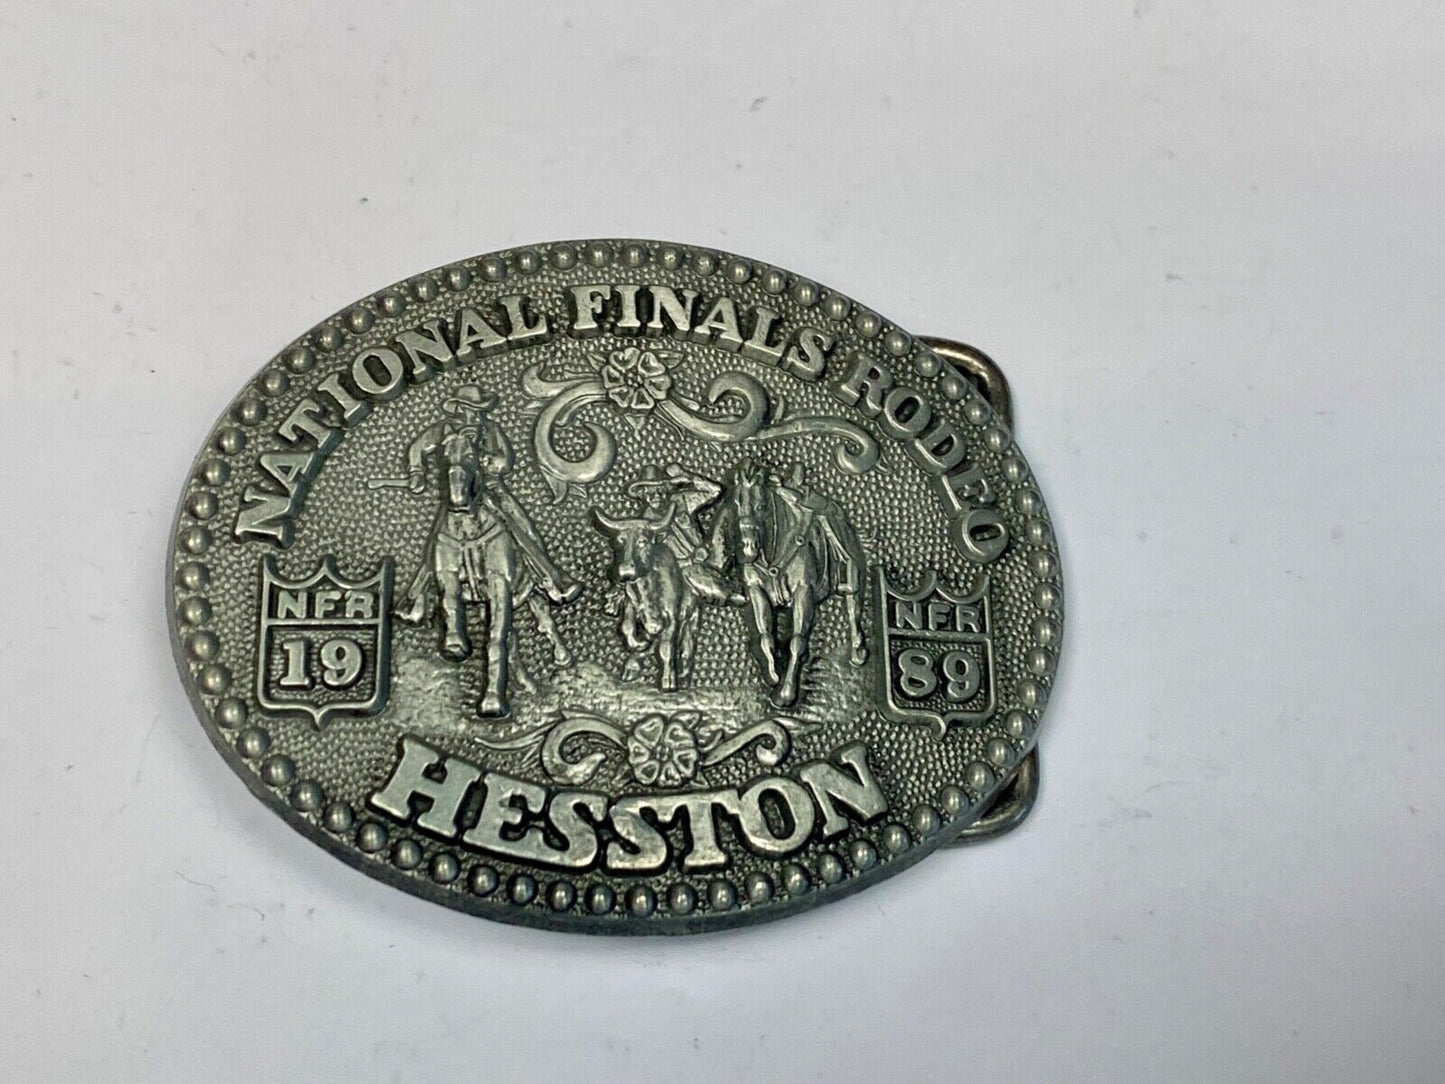 NATIONAL FINALS RODEO
NFR
19
NFR
89
HESSTON